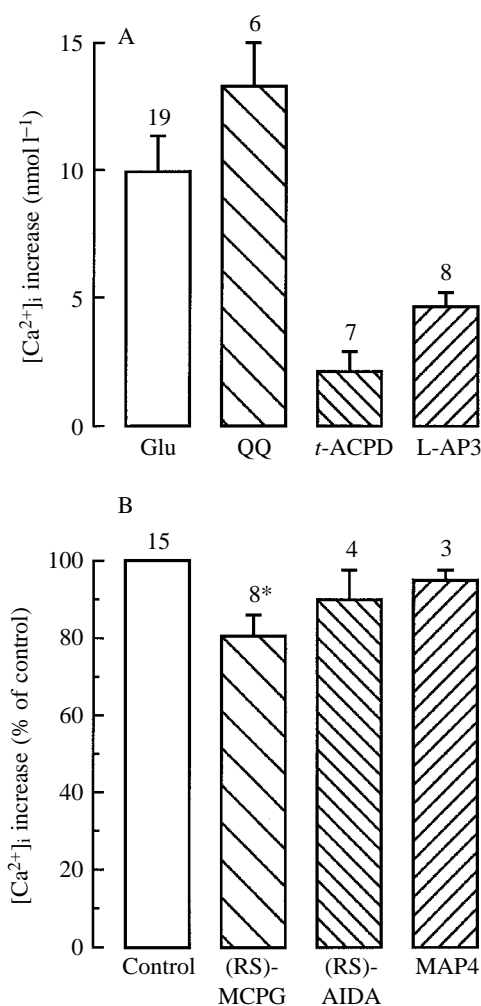 A
[Ca²⁺]ᵢ increase (nmol l⁻¹)
15
10
5
0
19
6
7
8
Glu QQ t-ACPD L-AP3
B
[Ca²⁺]ᵢ increase (% of control)
100
80
60
40
20
0
15
8*
4
3
Control (RS)- (RS)- MAP4
MCPG AIDA